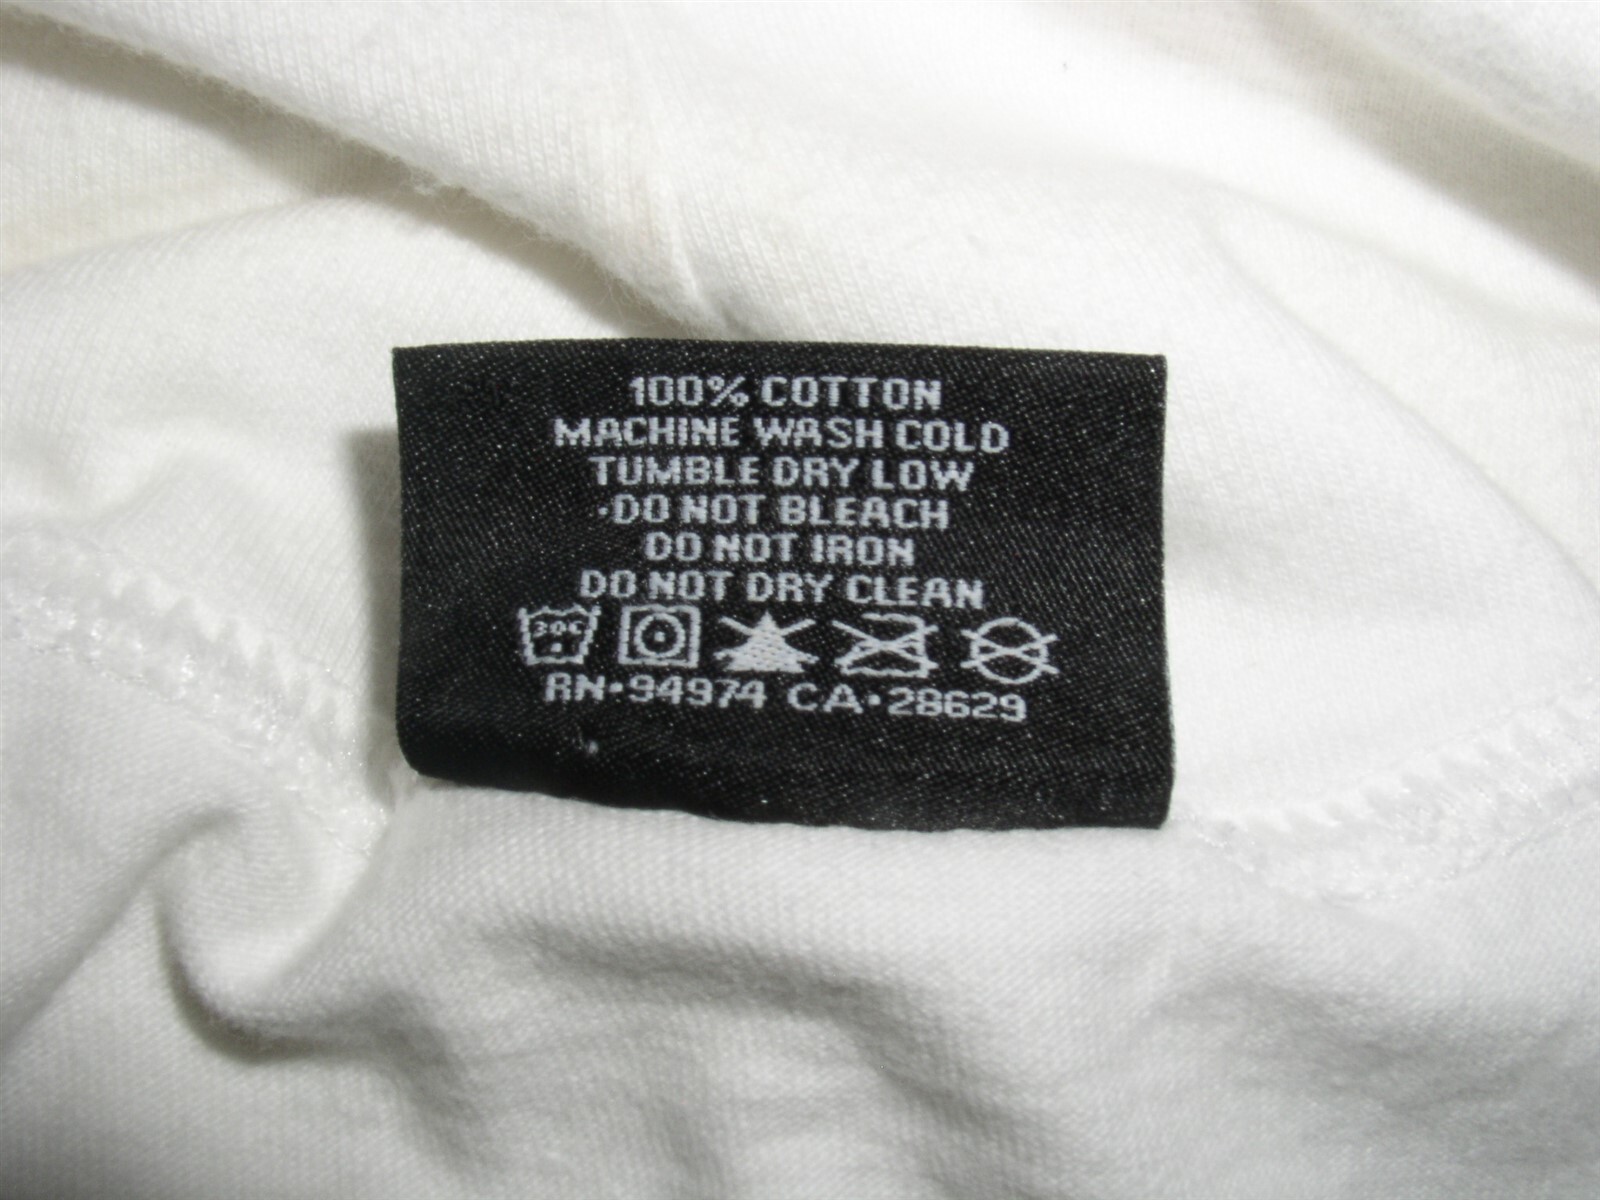 100% COTTON
MACHINE WASH COLD
TUMBLE DRY LOW
·DO NOT BLEACH
DO NOT IRON
DO NOT DRY CLEAN
30C
RN·94974 CA·28629